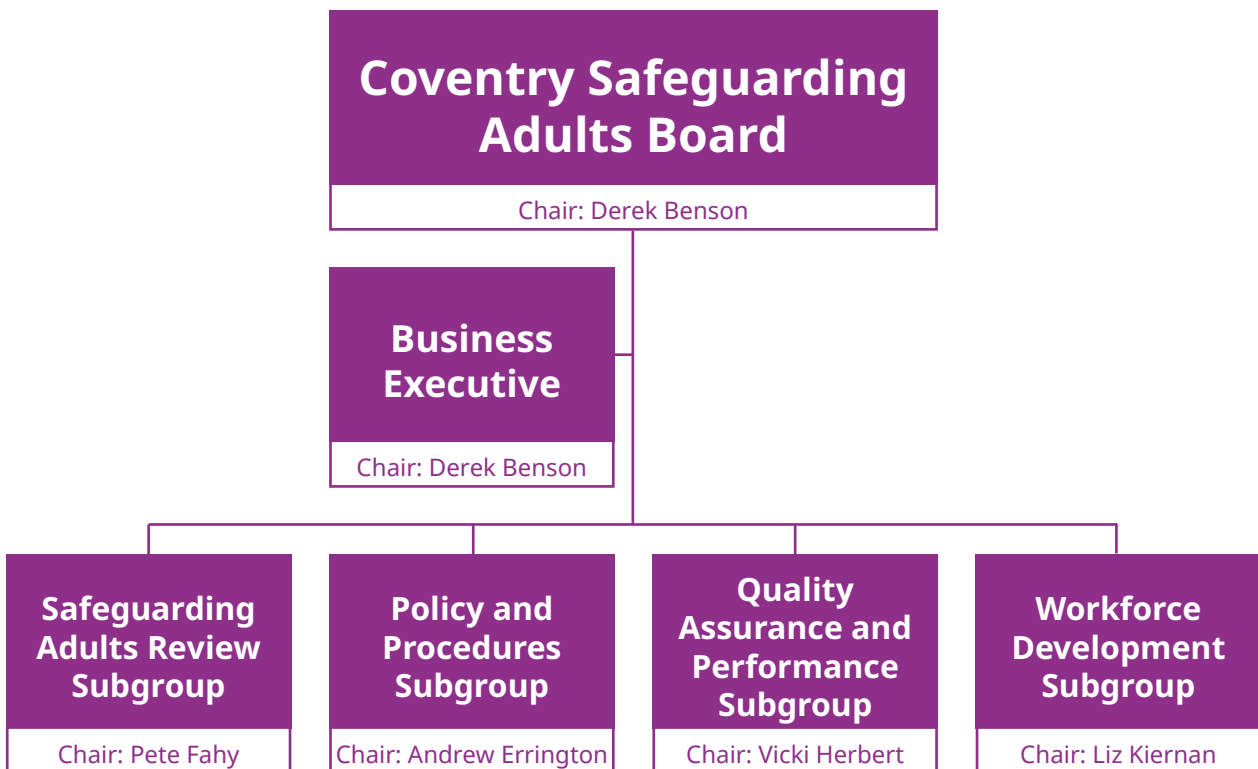 Coventry Safeguarding
Adults Board
Chair: Derek Benson
Business
Executive
Chair: Derek Benson
Safeguarding
Adults Review
Subgroup
Chair: Pete Fahy
Policy and
Procedures
Subgroup
Chair: Andrew Errington
Quality
Assurance and
Performance
Subgroup
Chair: Vicki Herbert
Workforce
Development
Subgroup
Chair: Liz Kiernan